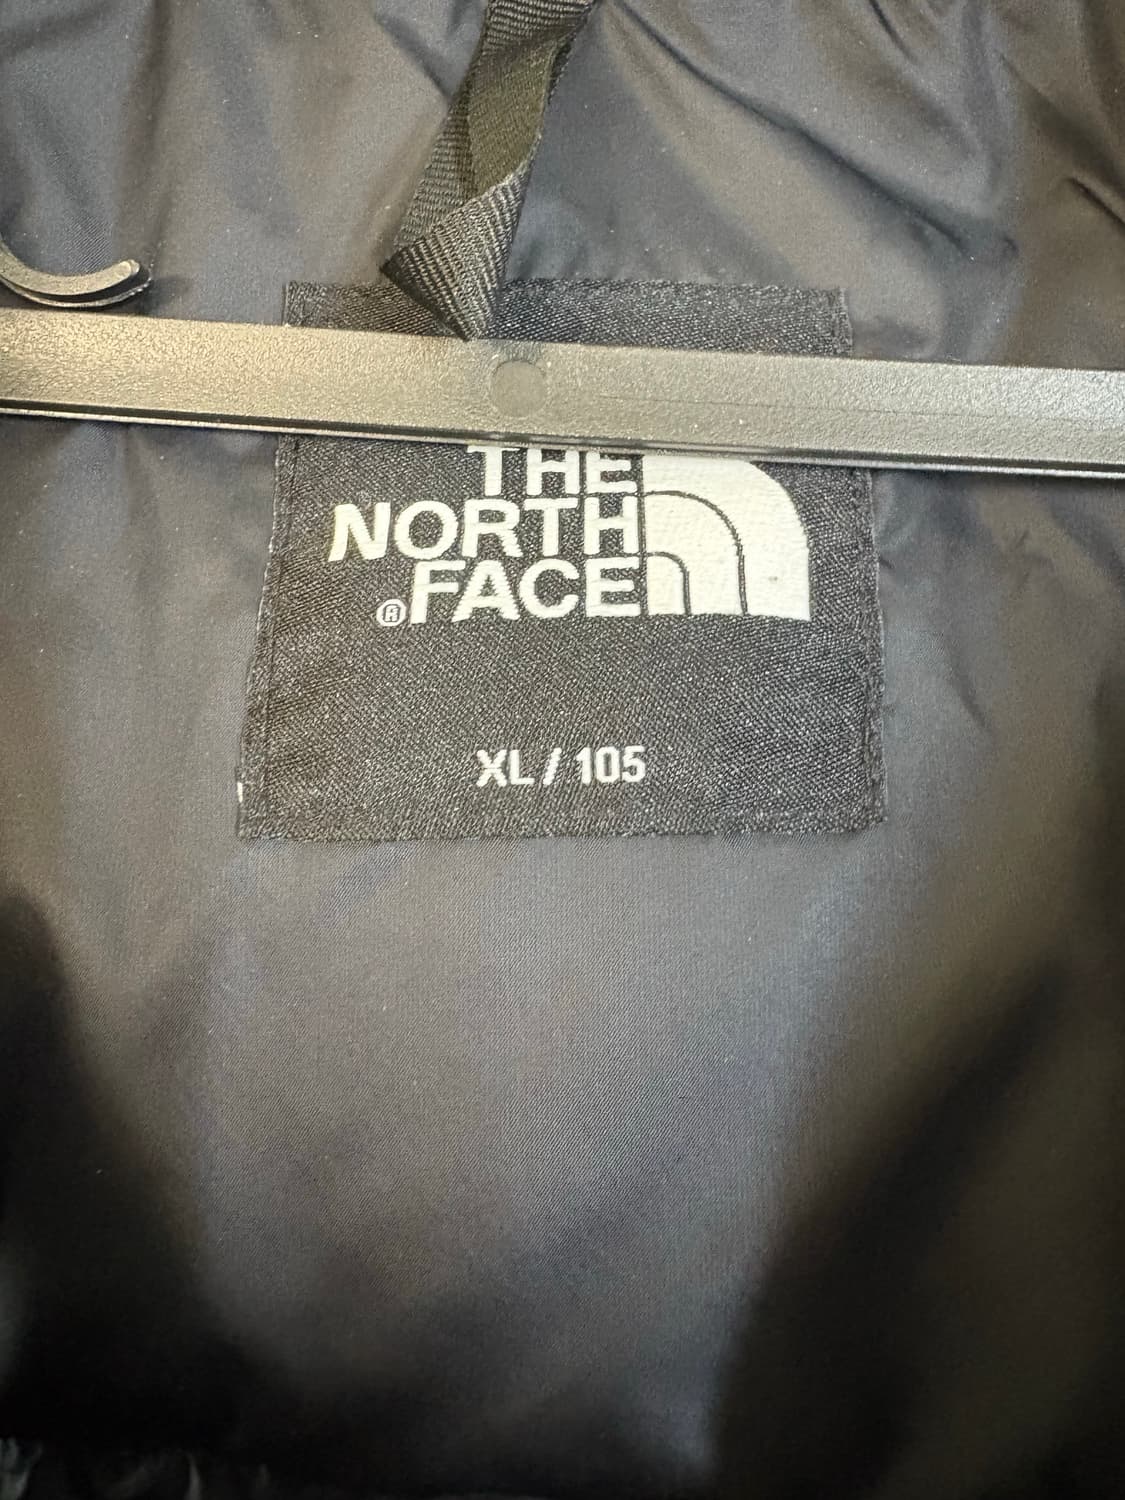 THE
NORTH
®FACE
XL / 105